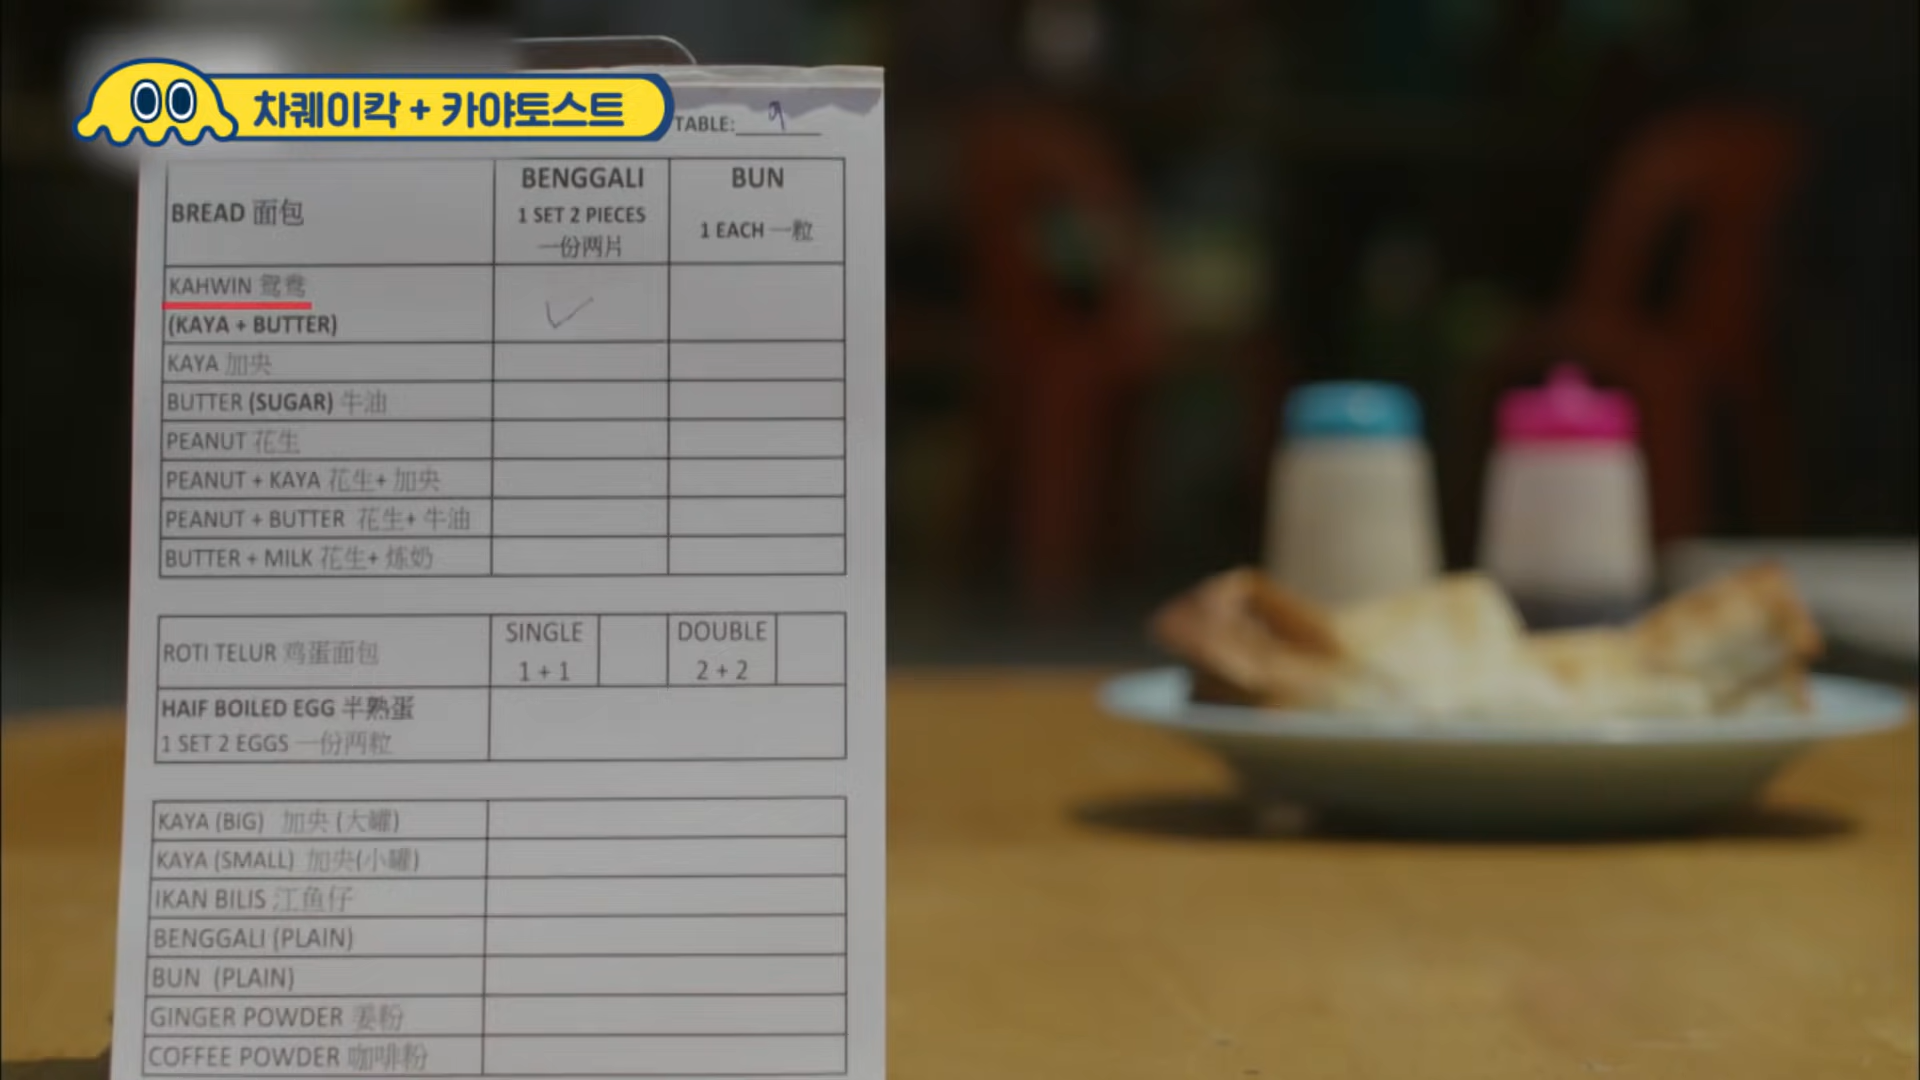 차퀘이칵 + 카야토스트
TABLE: 9
BREAD 面包
BENGGALI
1 SET 2 PIECES
一份两片
BUN
1 EACH 一粒
KAHWIN 鸳鸯
(KAYA + BUTTER)
KAYA 加央
BUTTER (SUGAR) 牛油
PEANUT 花生
PEANUT + KAYA 花生+ 加央
PEANUT + BUTTER 花生+ 牛油
BUTTER + MILK 花生+ 炼奶
ROTI TELUR 鸡蛋面包
SINGLE
1 + 1
DOUBLE
2 + 2
HAIF BOILED EGG 半熟蛋
1 SET 2 EGGS 一份两粒
KAYA (BIG) 加央 (大罐)
KAYA (SMALL) 加央(小罐)
IKAN BILIS 江鱼仔
BENGGALI (PLAIN)
BUN (PLAIN)
GINGER POWDER 姜粉
COFFEE POWDER 咖啡粉